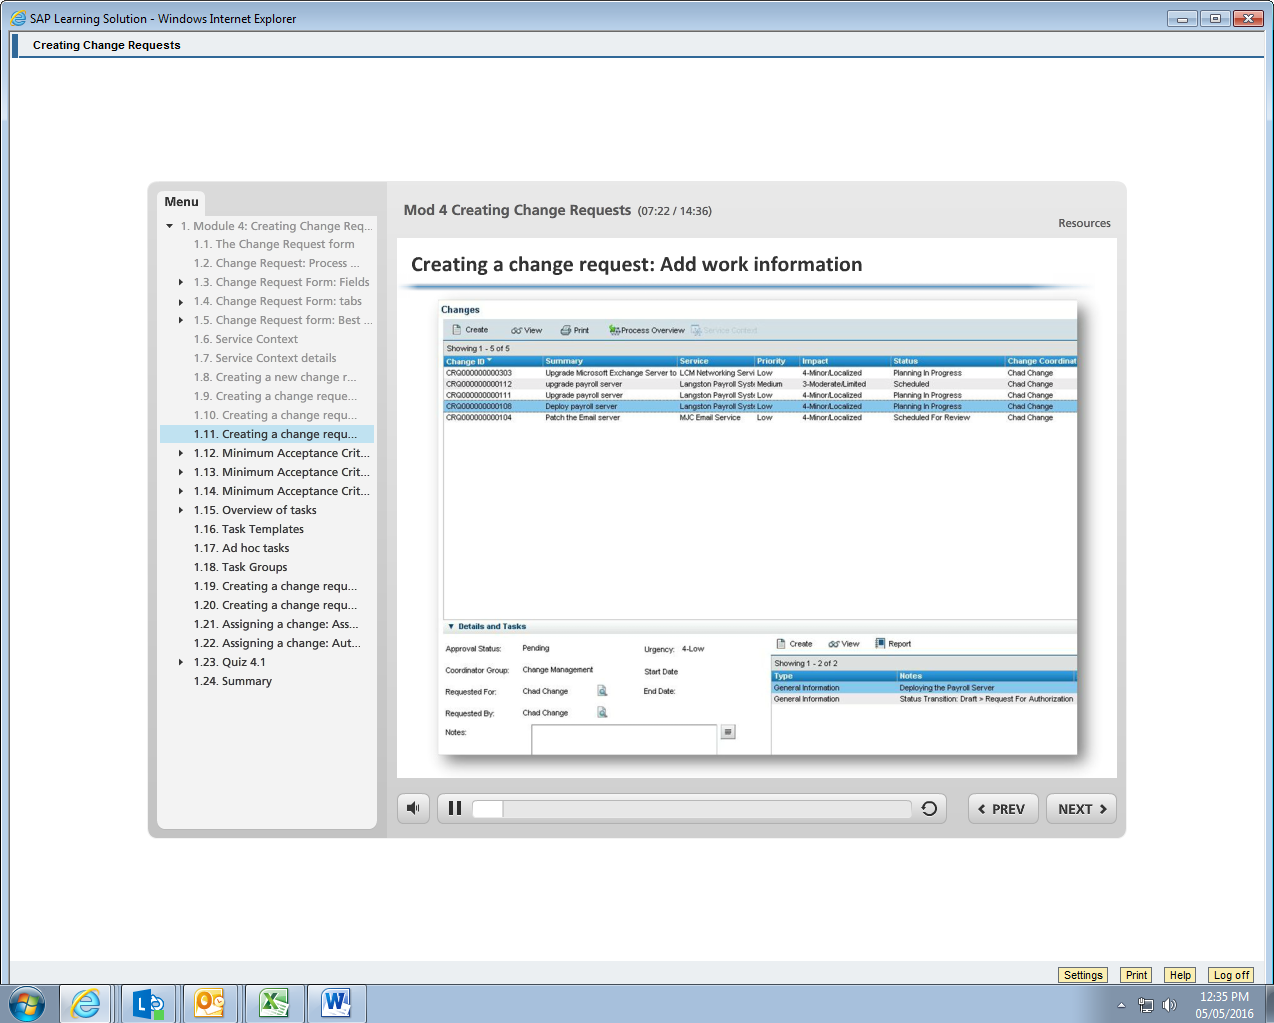 SAP Learning Solution - Windows Internet Explorer
Creating Change Requests
Menu
1. Module 4: Creating Change Req...
1.1. The Change Request form
1.2. Change Request: Process ...
1.3. Change Request Form: Fields
1.4. Change Request Form: tabs
1.5. Change Request form: Best ...
1.6. Service Context
1.7. Service Context details
1.8. Creating a new change r...
1.9. Creating a change reque...
1.10. Creating a change requ...
1.11. Creating a change requ...
1.12. Minimum Acceptance Crit...
1.13. Minimum Acceptance Crit...
1.14. Minimum Acceptance Crit...
1.15. Overview of tasks
1.16. Task Templates
1.17. Ad hoc tasks
1.18. Task Groups
1.19. Creating a change requ...
1.20. Creating a change requ...
1.21. Assigning a change: Ass...
1.22. Assigning a change: Aut...
1.23. Quiz 4.1
1.24. Summary
Mod 4 Creating Change Requests (07:22 / 14:36)
Resources
Creating a change request: Add work information
Changes
Create View Print Process Overview Service Context
Showing 1 - 5 of 5
Change ID Summary Service Priority Impact Status Change Coordinat
CRQ000000000303 Upgrade Microsoft Exchange Server to LCM Networking Servi Low 4-Minor/Localized Planning In Progress Chad Change
CRQ000000000112 upgrade payroll server Langston Payroll Syst Medium 3-Moderate/Limited Scheduled Chad Change
CRQ000000000111 Upgrade payroll server Langston Payroll Syst Low 4-Minor/Localized Planning In Progress Chad Change
CRQ000000000108 Deploy payroll server Langston Payroll Syst Low 4-Minor/Localized Planning In Progress Chad Change
CRQ000000000104 Patch the Email server MJC Email Service Low 4-Minor/Localized Scheduled For Review Chad Change
Details and Tasks
Approval Status: Pending Urgency: 4-Low
Coordinator Group: Change Management Start Date
Requested For: Chad Change End Date:
Requested By: Chad Change
Notes:
Create View Report
Showing 1 - 2 of 2
Type Notes
General Information Deploying the Payroll Server
General Information Status Transition: Draft > Request For Authorization
PREV NEXT
Settings Print Help Log off
12:35 PM
05/05/2016